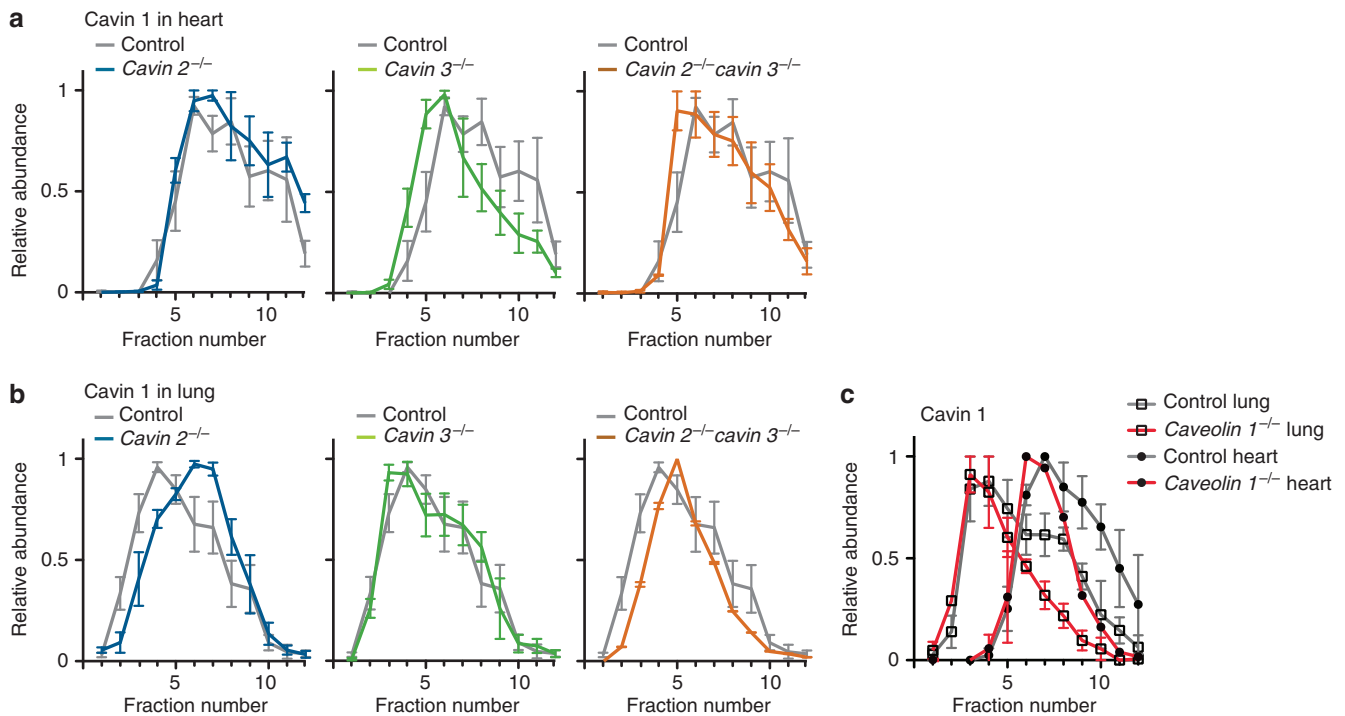 a
Cavin 1 in heart
Control
Cavin 2−/−
Control
Cavin 3−/−
Control
Cavin 2−/−cavin 3−/−
Relative abundance
1
0.5
0
5
10
5
10
5
10
Fraction number
Fraction number
Fraction number
b
Cavin 1 in lung
Control
Cavin 2−/−
Control
Cavin 3−/−
Control
Cavin 2−/−cavin 3−/−
Relative abundance
1
0.5
0
5
10
5
10
5
10
Fraction number
Fraction number
Fraction number
c
Cavin 1
Control lung
Caveolin 1−/− lung
Control heart
Caveolin 1−/− heart
Relative abundance
1
0.5
0
5
10
Fraction number